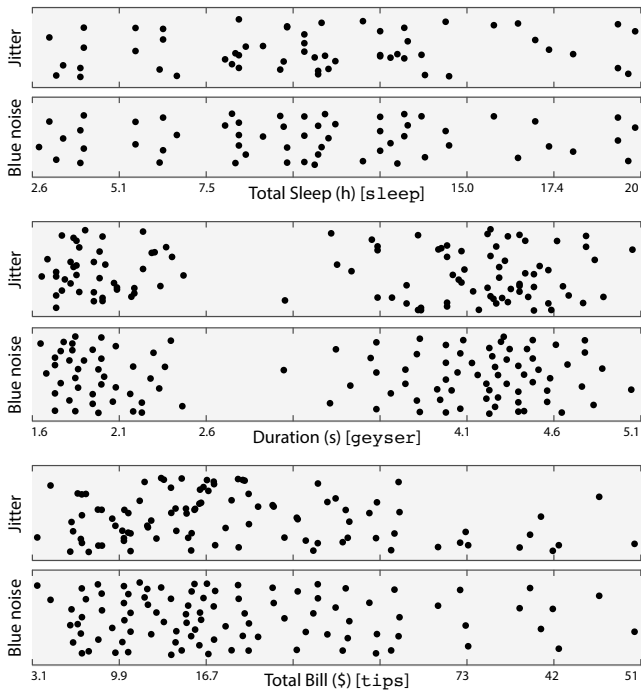 Jitter
Blue noise
2.6 5.1 7.5 15.0 17.4 20
Total Sleep (h) [sleep]
Jitter
Blue noise
1.6 2.1 2.6 4.1 4.6 5.1
Duration (s) [geyser]
Jitter
Blue noise
3.1 9.9 16.7 73 42 51
Total Bill ($) [tips]